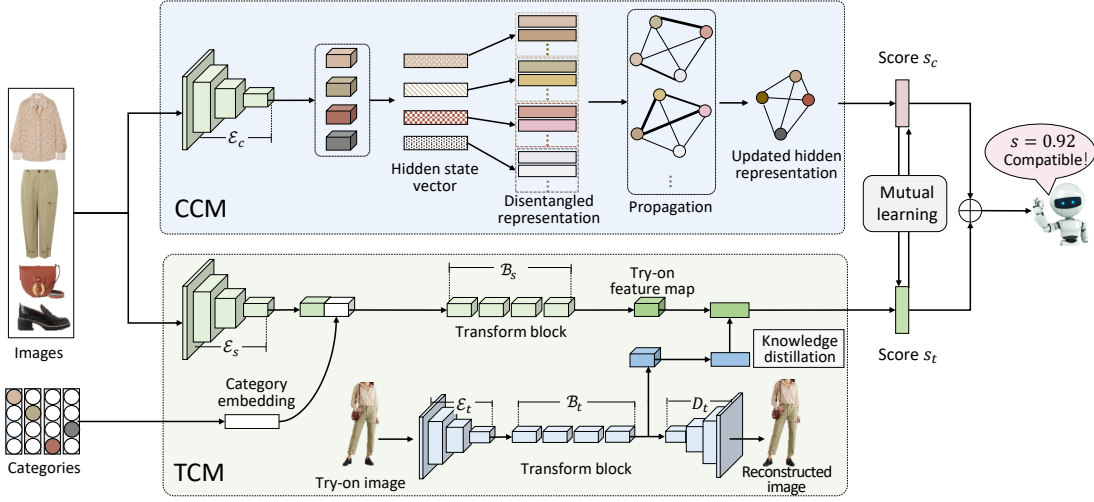 Images
Categories
CCM
ℰ_c
Hidden state
vector
Disentangled
representation
Propagation
Updated hidden
representation
Score s_c
Mutual
learning
s = 0.92
Compatible!
Score s_t
TCM
ℰ_s
Category
embedding
ℬ_s
Transform block
Try-on
feature map
Knowledge
distillation
Try-on image
ℰ_t
ℬ_t
Transform block
D_t
Reconstructed
image